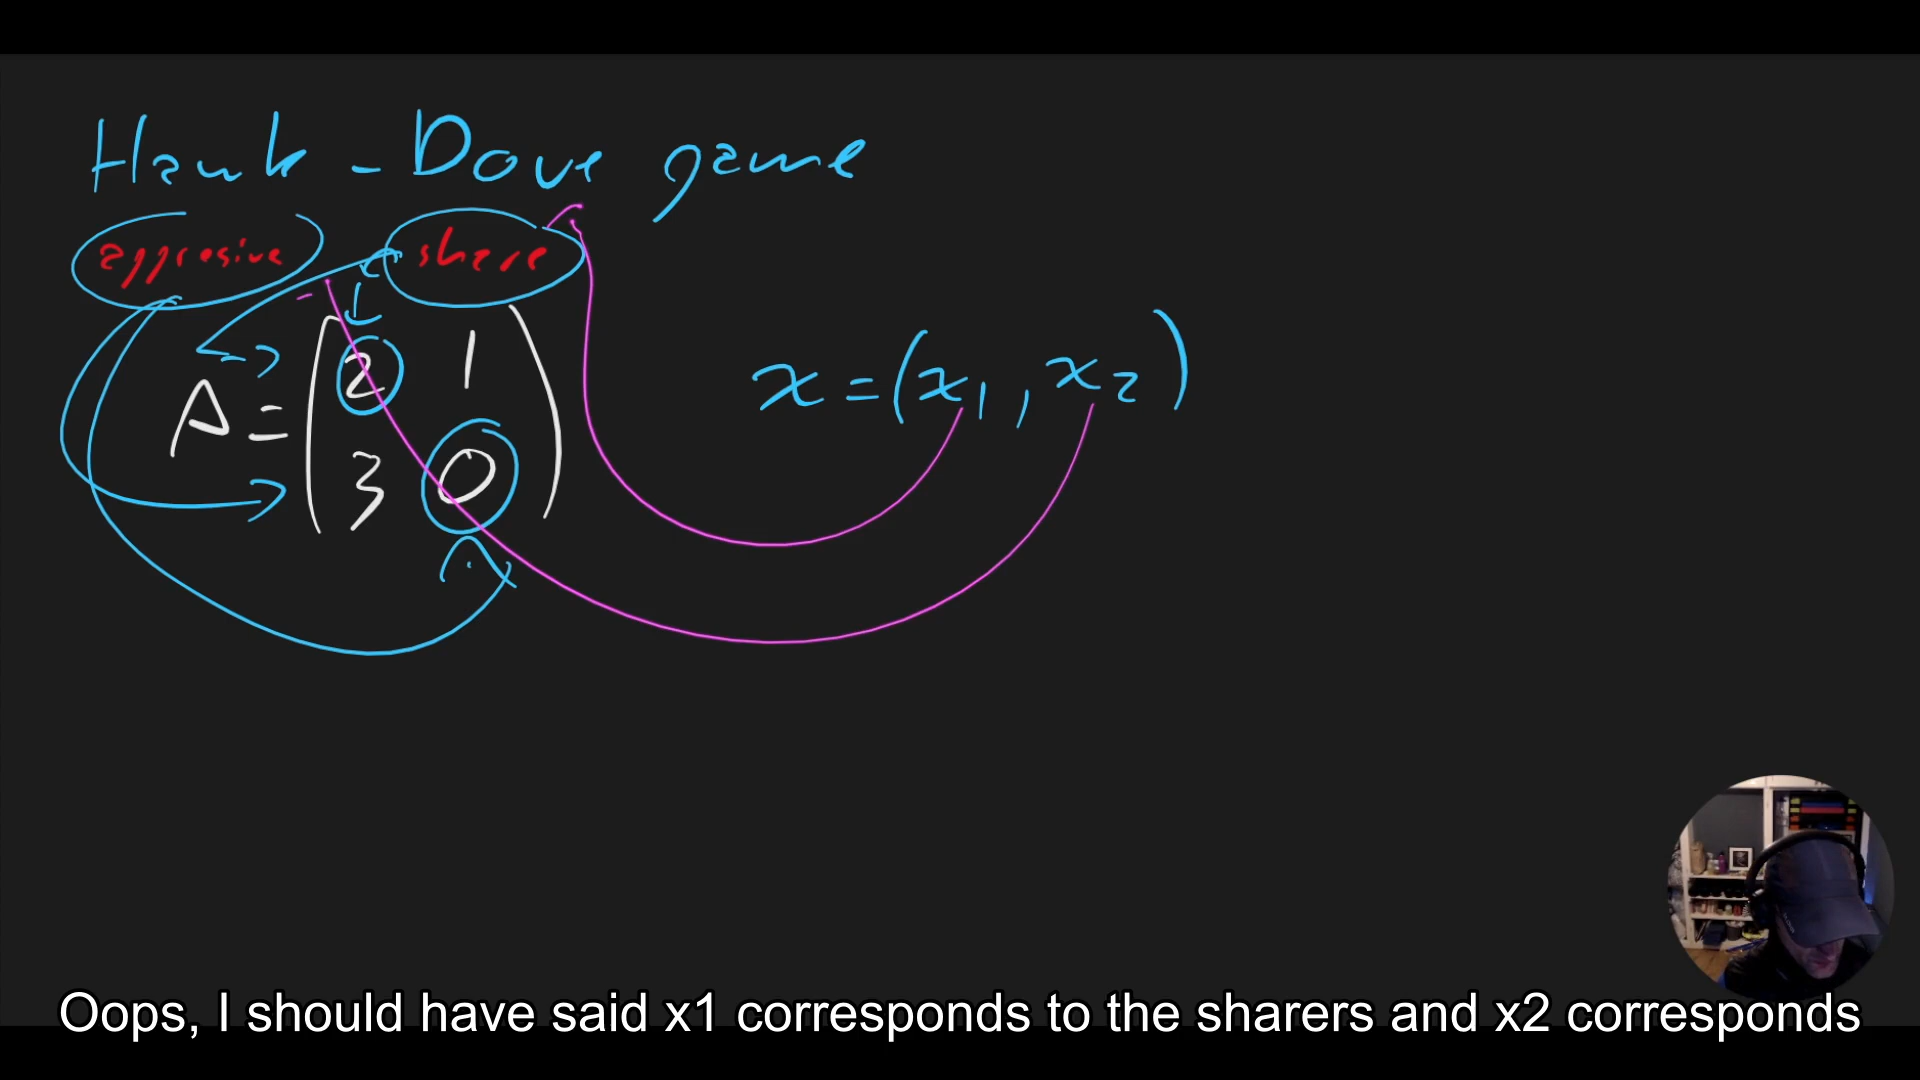 Hawk - Dove game
aggresive share
A = ( 2 1
3 0 )
x = (x1, x2)
Oops, I should have said x1 corresponds to the sharers and x2 corresponds